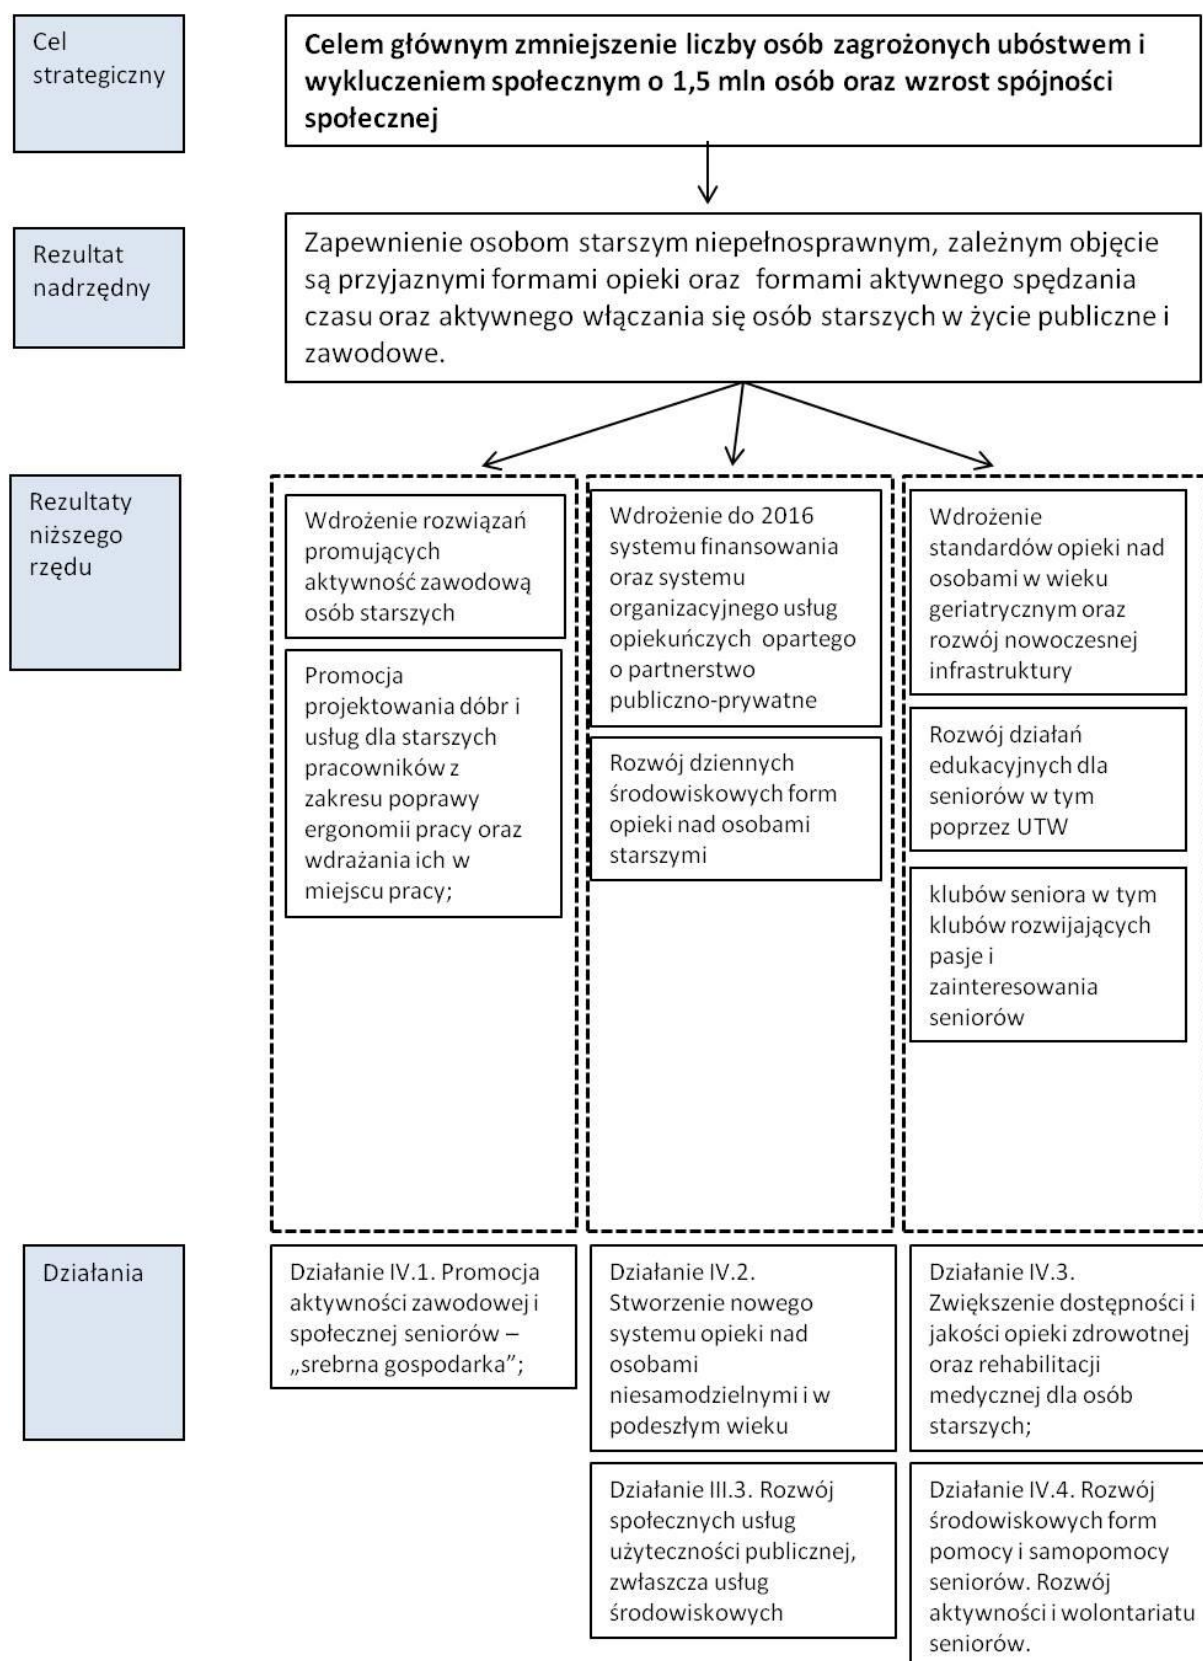 Cel
strategiczny
Celem głównym zmniejszenie liczby osób zagrożonych ubóstwem i
wykluczeniem społecznym o 1,5 mln osób oraz wzrost spójności
społecznej
Rezultat
nadrzędny
Zapewnienie osobom starszym niepełnosprawnym, zależnym objęcie
są przyjaznymi formami opieki oraz formami aktywnego spędzania
czasu oraz aktywnego włączania się osób starszych w życie publiczne i
zawodowe.
Rezultaty
niższego
rzędu
Wdrożenie rozwiązań
promujących
aktywność zawodową
osób starszych
Promocja
projektowania dóbr i
usług dla starszych
pracowników z
zakresu poprawy
ergonomii pracy oraz
wdrażania ich w
miejscu pracy;
Wdrożenie do 2016
systemu finansowania
oraz systemu
organizacyjnego usług
opiekuńczych opartego
o partnerstwo
publiczno-prywatne
Rozwój dziennych
środowiskowych form
opieki nad osobami
starszymi
Wdrożenie
standardów opieki nad
osobami w wieku
geriatrycznym oraz
rozwój nowoczesnej
infrastruktury
Rozwój działań
edukacyjnych dla
seniorów w tym
poprzez UTW
klubów seniora w tym
klubów rozwijających
pasje i
zainteresowania
seniorów
Działania
Działanie IV.1. Promocja
aktywności zawodowej i
społecznej seniorów –
„srebrna gospodarka”;
Działanie IV.2.
Stworzenie nowego
systemu opieki nad
osobami
niesamodzielnymi i w
podeszłym wieku
Działanie III.3. Rozwój
społecznych usług
użyteczności publicznej,
zwłaszcza usług
środowiskowych
Działanie IV.3.
Zwiększenie dostępności i
jakości opieki zdrowotnej
oraz rehabilitacji
medycznej dla osób
starszych;
Działanie IV.4. Rozwój
środowiskowych form
pomocy i samopomocy
seniorów. Rozwój
aktywności i wolontariatu
seniorów.